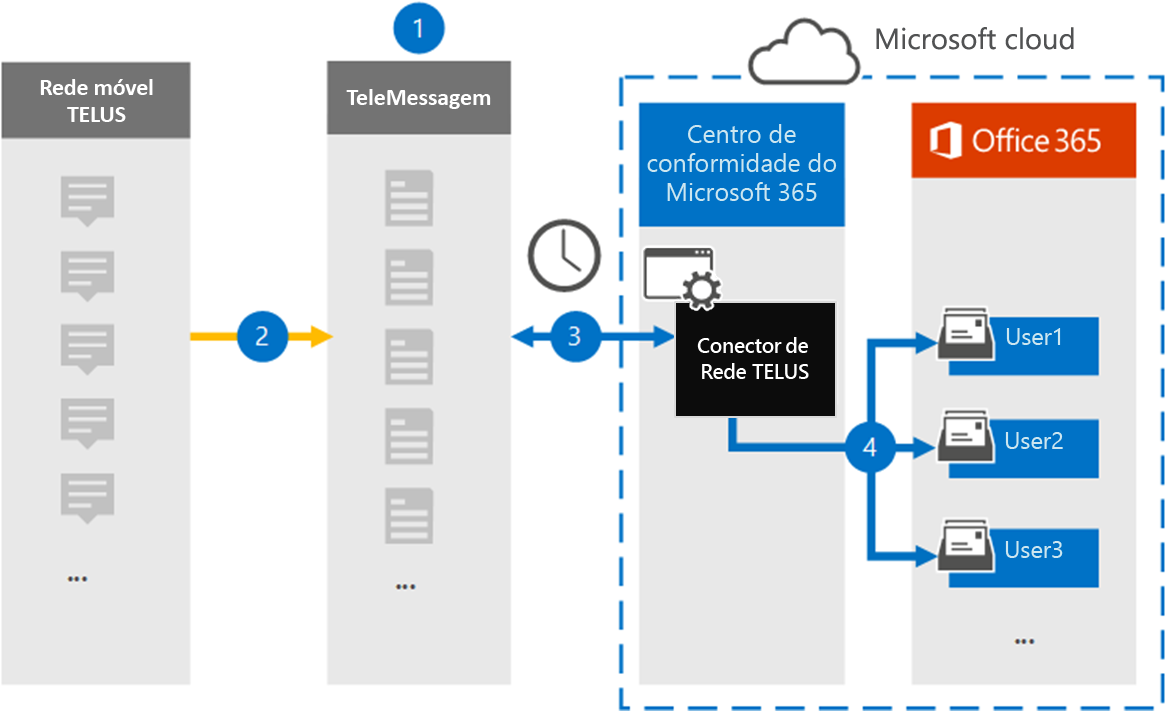 1
Microsoft cloud
Rede móvel
TELUS
TeleMessagem
Centro de
conformidade do
Microsoft 365
Office 365
2
3
Conector de
Rede TELUS
4
User1
User2
User3
...
...
...